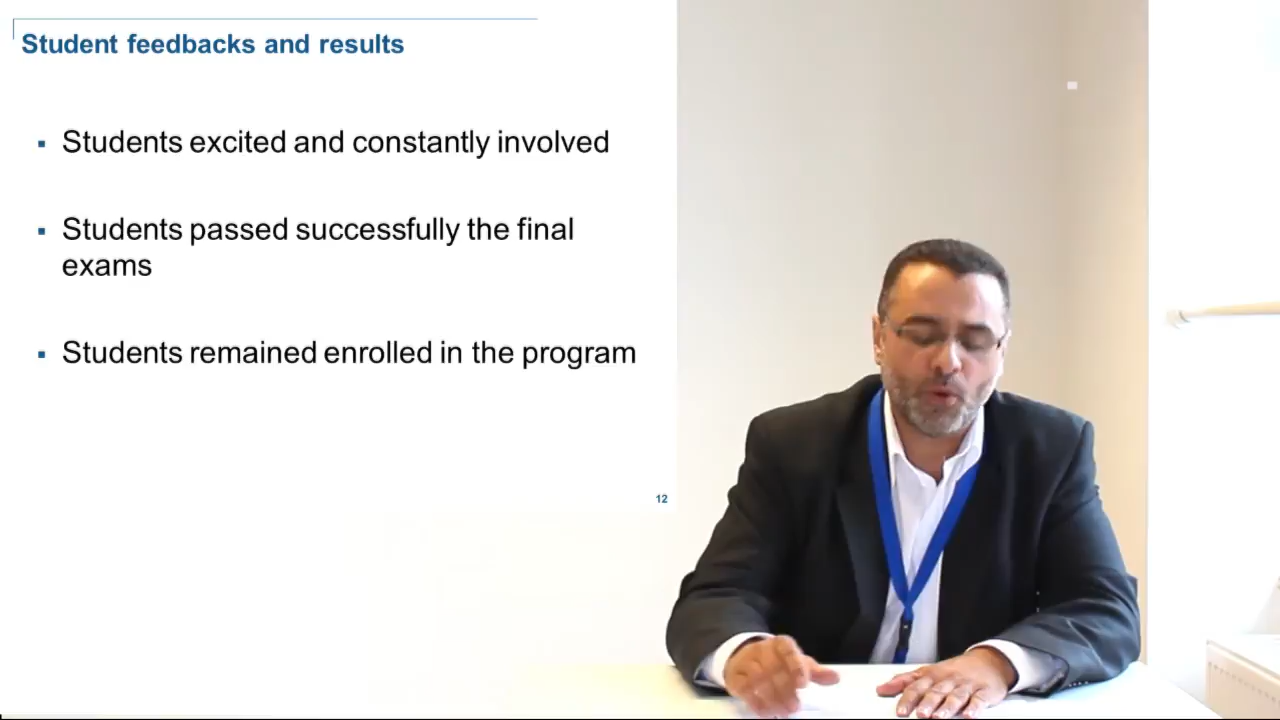 Student feedbacks and results
▪ Students excited and constantly involved
▪ Students passed successfully the final
exams
▪ Students remained enrolled in the program
12